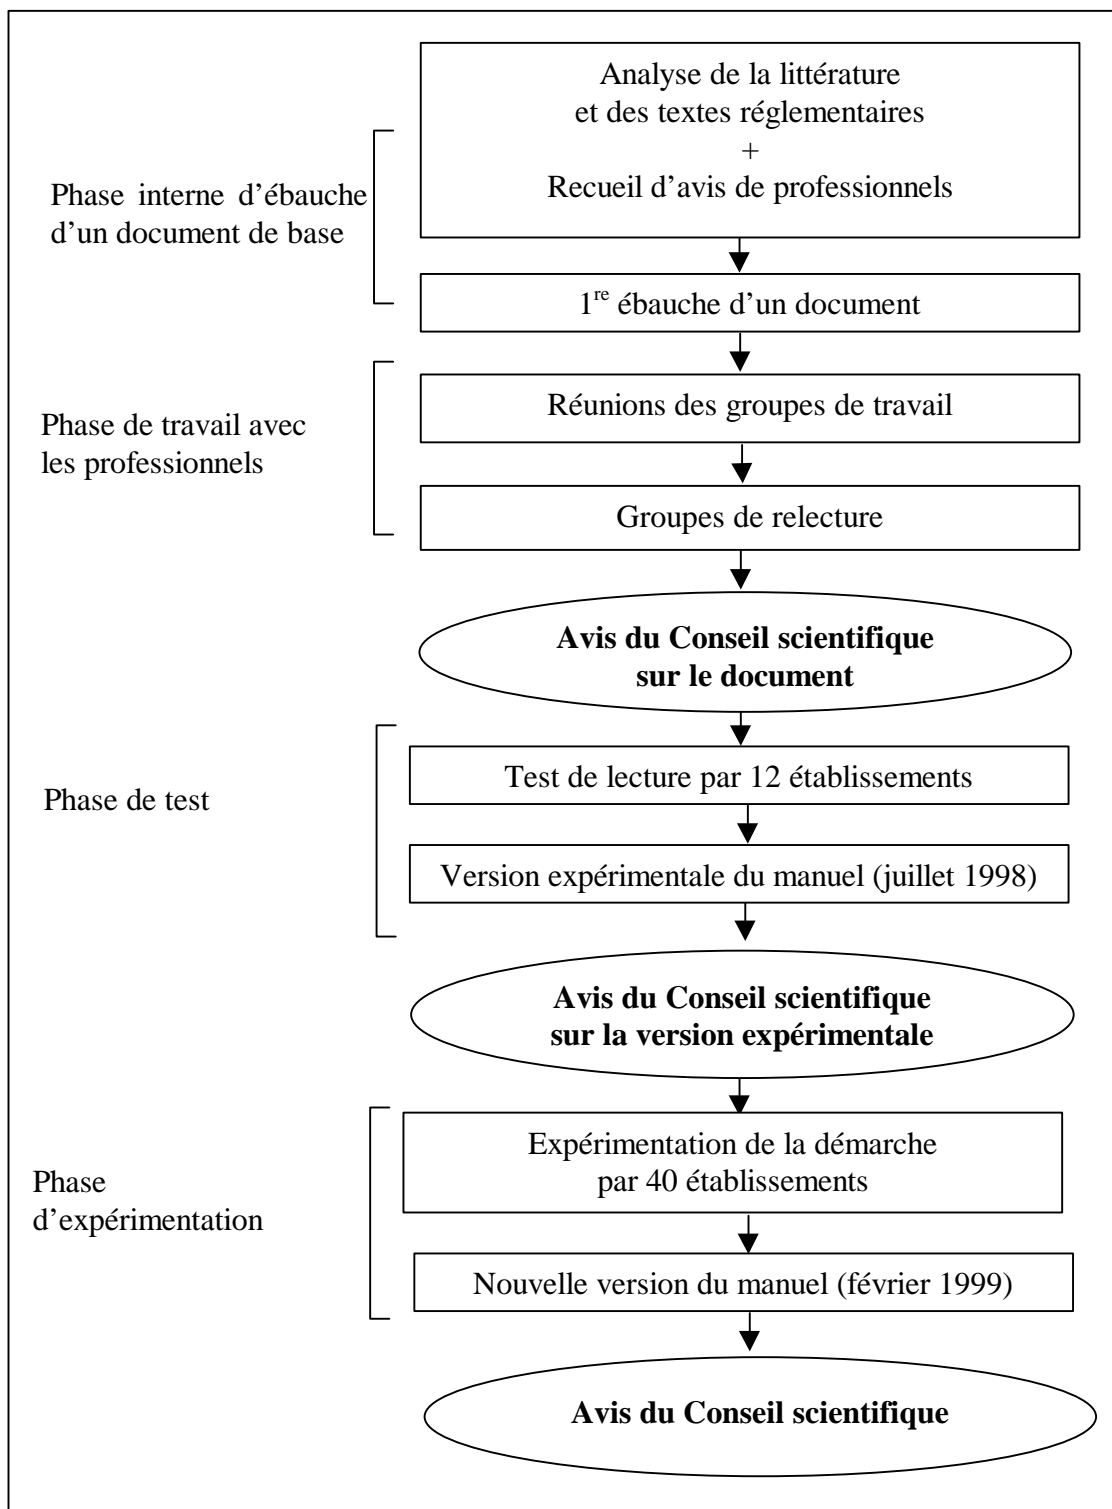 Analyse de la littérature
et des textes réglementaires
+
Recueil d’avis de professionnels
Phase interne d’ébauche
d’un document de base
1re ébauche d’un document
Réunions des groupes de travail
Phase de travail avec
les professionnels
Groupes de relecture
Avis du Conseil scientifique
sur le document
Test de lecture par 12 établissements
Phase de test
Version expérimentale du manuel (juillet 1998)
Avis du Conseil scientifique
sur la version expérimentale
Expérimentation de la démarche
par 40 établissements
Phase
d’expérimentation
Nouvelle version du manuel (février 1999)
Avis du Conseil scientifique